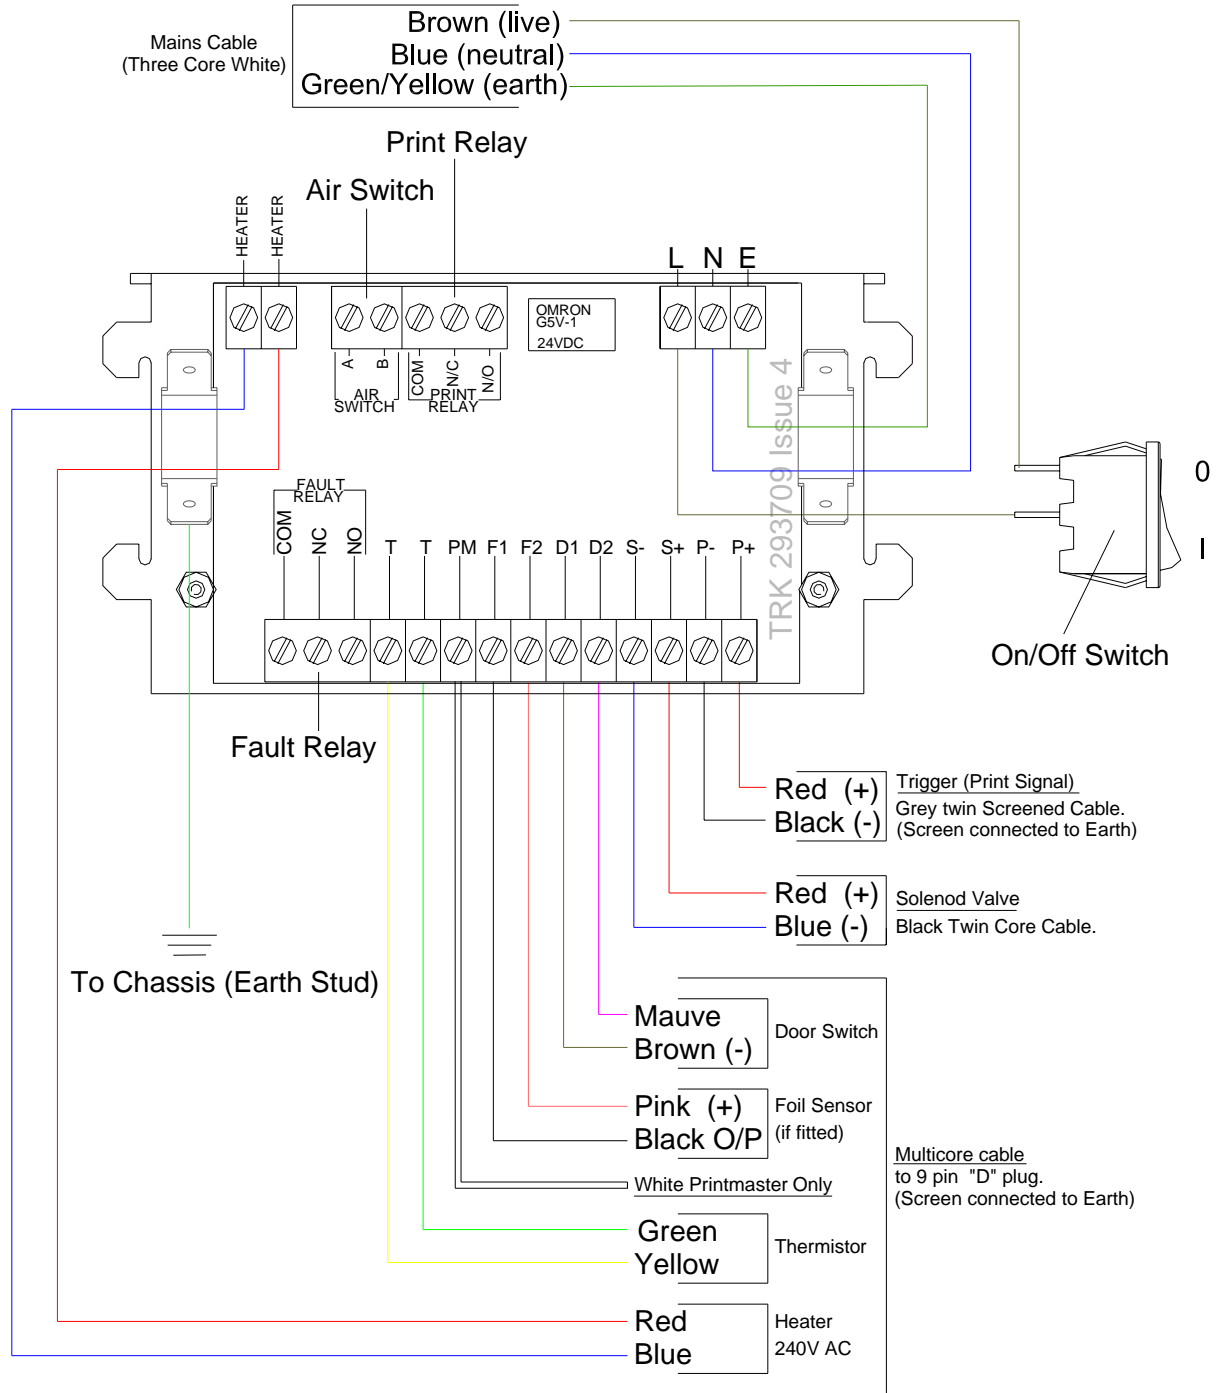 Brown (live)
Mains Cable
(Three Core White)
Blue (neutral)
Green/Yellow (earth)
Print Relay
Air Switch
HEATER
HEATER
L N E
OMRON
G5V-1
24VDC
A
B
COM
N/C
N/O
AIR
SWITCH
PRINT
RELAY
TRK 293709 Issue 4
0
I
On/Off Switch
FAULT
RELAY
COM
NC
NO
T T PM F1 F2 D1 D2 S- S+ P- P+
Fault Relay
Red (+)
Black (-)
Trigger (Print Signal)
Grey twin Screened Cable.
(Screen connected to Earth)
Red (+)
Blue (-)
Solenod Valve
Black Twin Core Cable.
To Chassis (Earth Stud)
Mauve
Brown (-)
Door Switch
Pink (+)
Black O/P
Foil Sensor
(if fitted)
White Printmaster Only
Multicore cable
to 9 pin "D" plug.
(Screen connected to Earth)
Green
Yellow
Thermistor
Red
Blue
Heater
240V AC